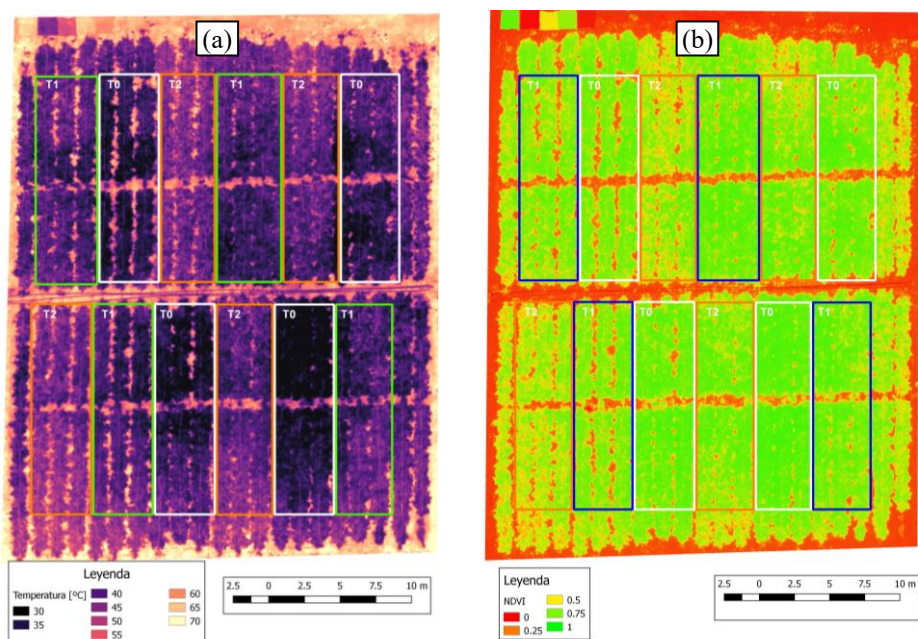 (a)
T1 T0 T2 T1 T2 T0
T2 T1 T0 T2 T0 T1
Leyenda
Temperatura [ºC]
30
35
40
45
50
55
60
65
70
2.5 0 2.5 5 7.5 10 m
(b)
T1 T0 T2 T1 T2 T0
T2 T1 T0 T2 T0 T1
Leyenda
NDVI
0
0.25
0.5
0.75
1
2.5 0 2.5 5 7.5 10 m